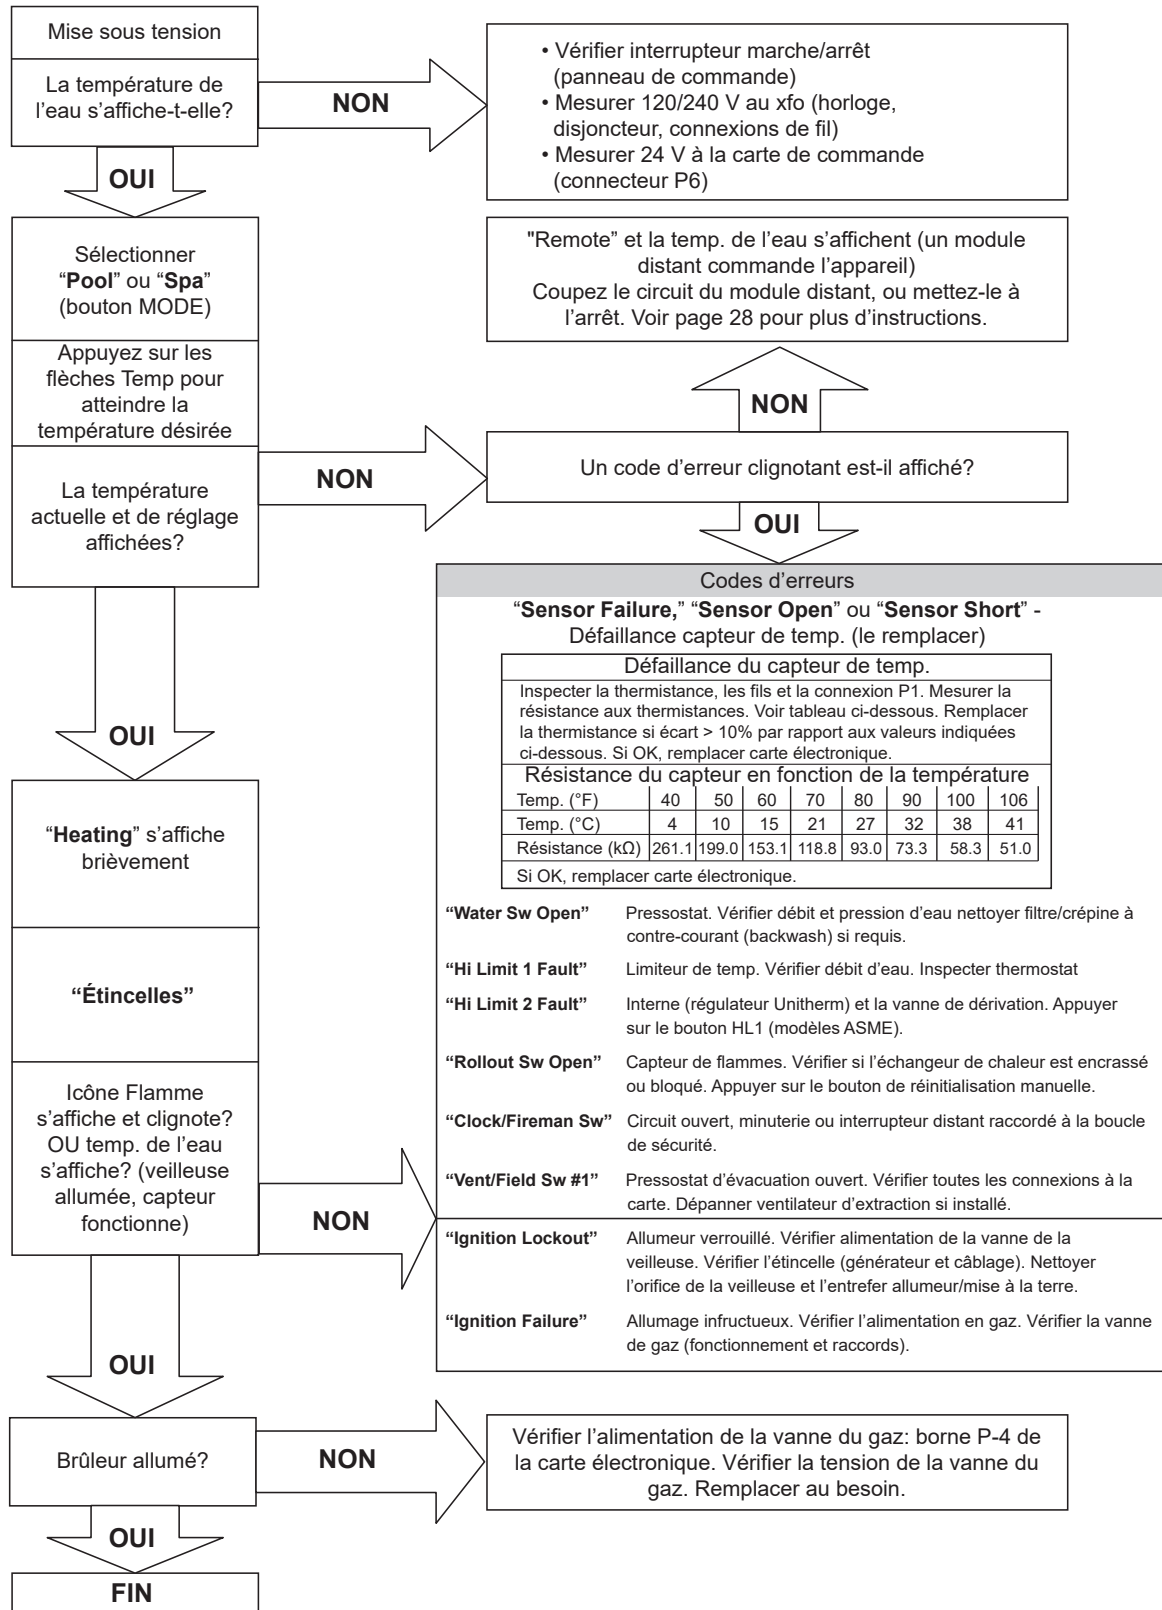 Mise sous tension
La température de
l’eau s’affiche-t-elle?
NON
• Vérifier interrupteur marche/arrêt
(panneau de commande)
• Mesurer 120/240 V au xfo (horloge,
disjoncteur, connexions de fil)
• Mesurer 24 V à la carte de commande
(connecteur P6)
OUI
Sélectionner
“Pool” ou “Spa”
(bouton MODE)
Appuyez sur les
flèches Temp pour
atteindre la
température désirée
La température
actuelle et de réglage
affichées?
NON
Un code d’erreur clignotant est-il affiché?
NON
"Remote” et la temp. de l’eau s’affichent (un module
distant commande l’appareil)
Coupez le circuit du module distant, ou mettez-le à
l’arrêt. Voir page 28 pour plus d’instructions.
OUI
Codes d’erreurs
“Sensor Failure,” “Sensor Open” ou “Sensor Short” -
Défaillance capteur de temp. (le remplacer)
Défaillance du capteur de temp.
Inspecter la thermistance, les fils et la connexion P1. Mesurer la
résistance aux thermistances. Voir tableau ci-dessous. Remplacer
la thermistance si écart > 10% par rapport aux valeurs indiquées
ci-dessous. Si OK, remplacer carte électronique.
Résistance du capteur en fonction de la température
Temp. (°F) 40 50 60 70 80 90 100 106
Temp. (°C) 4 10 15 21 27 32 38 41
Résistance (kΩ) 261.1 199.0 153.1 118.8 93.0 73.3 58.3 51.0
Si OK, remplacer carte électronique.
“Water Sw Open” Pressostat. Vérifier débit et pression d’eau nettoyer filtre/crépine à
contre-courant (backwash) si requis.
“Hi Limit 1 Fault” Limiteur de temp. Vérifier débit d’eau. Inspecter thermostat
“Hi Limit 2 Fault” Interne (régulateur Unitherm) et la vanne de dérivation. Appuyer
sur le bouton HL1 (modèles ASME).
“Rollout Sw Open” Capteur de flammes. Vérifier si l’échangeur de chaleur est encrassé
ou bloqué. Appuyer sur le bouton de réinitialisation manuelle.
“Clock/Fireman Sw” Circuit ouvert, minuterie ou interrupteur distant raccordé à la boucle
de sécurité.
“Vent/Field Sw #1” Pressostat d’évacuation ouvert. Vérifier toutes les connexions à la
carte. Dépanner ventilateur d’extraction si installé.
“Ignition Lockout” Allumeur verrouillé. Vérifier alimentation de la vanne de la
veilleuse. Vérifier l’étincelle (générateur et câblage). Nettoyer
l’orifice de la veilleuse et l’entrefer allumeur/mise à la terre.
“Ignition Failure” Allumage infructueux. Vérifier l’alimentation en gaz. Vérifier la vanne
de gaz (fonctionnement et raccords).
OUI
“Heating” s’affiche
brièvement
“Étincelles”
Icône Flamme
s’affiche et clignote?
OU temp. de l’eau
s’affiche? (veilleuse
allumée, capteur
fonctionne)
NON
OUI
Brûleur allumé?
NON
Vérifier l’alimentation de la vanne du gaz: borne P-4 de
la carte électronique. Vérifier la tension de la vanne du
gaz. Remplacer au besoin.
OUI
FIN